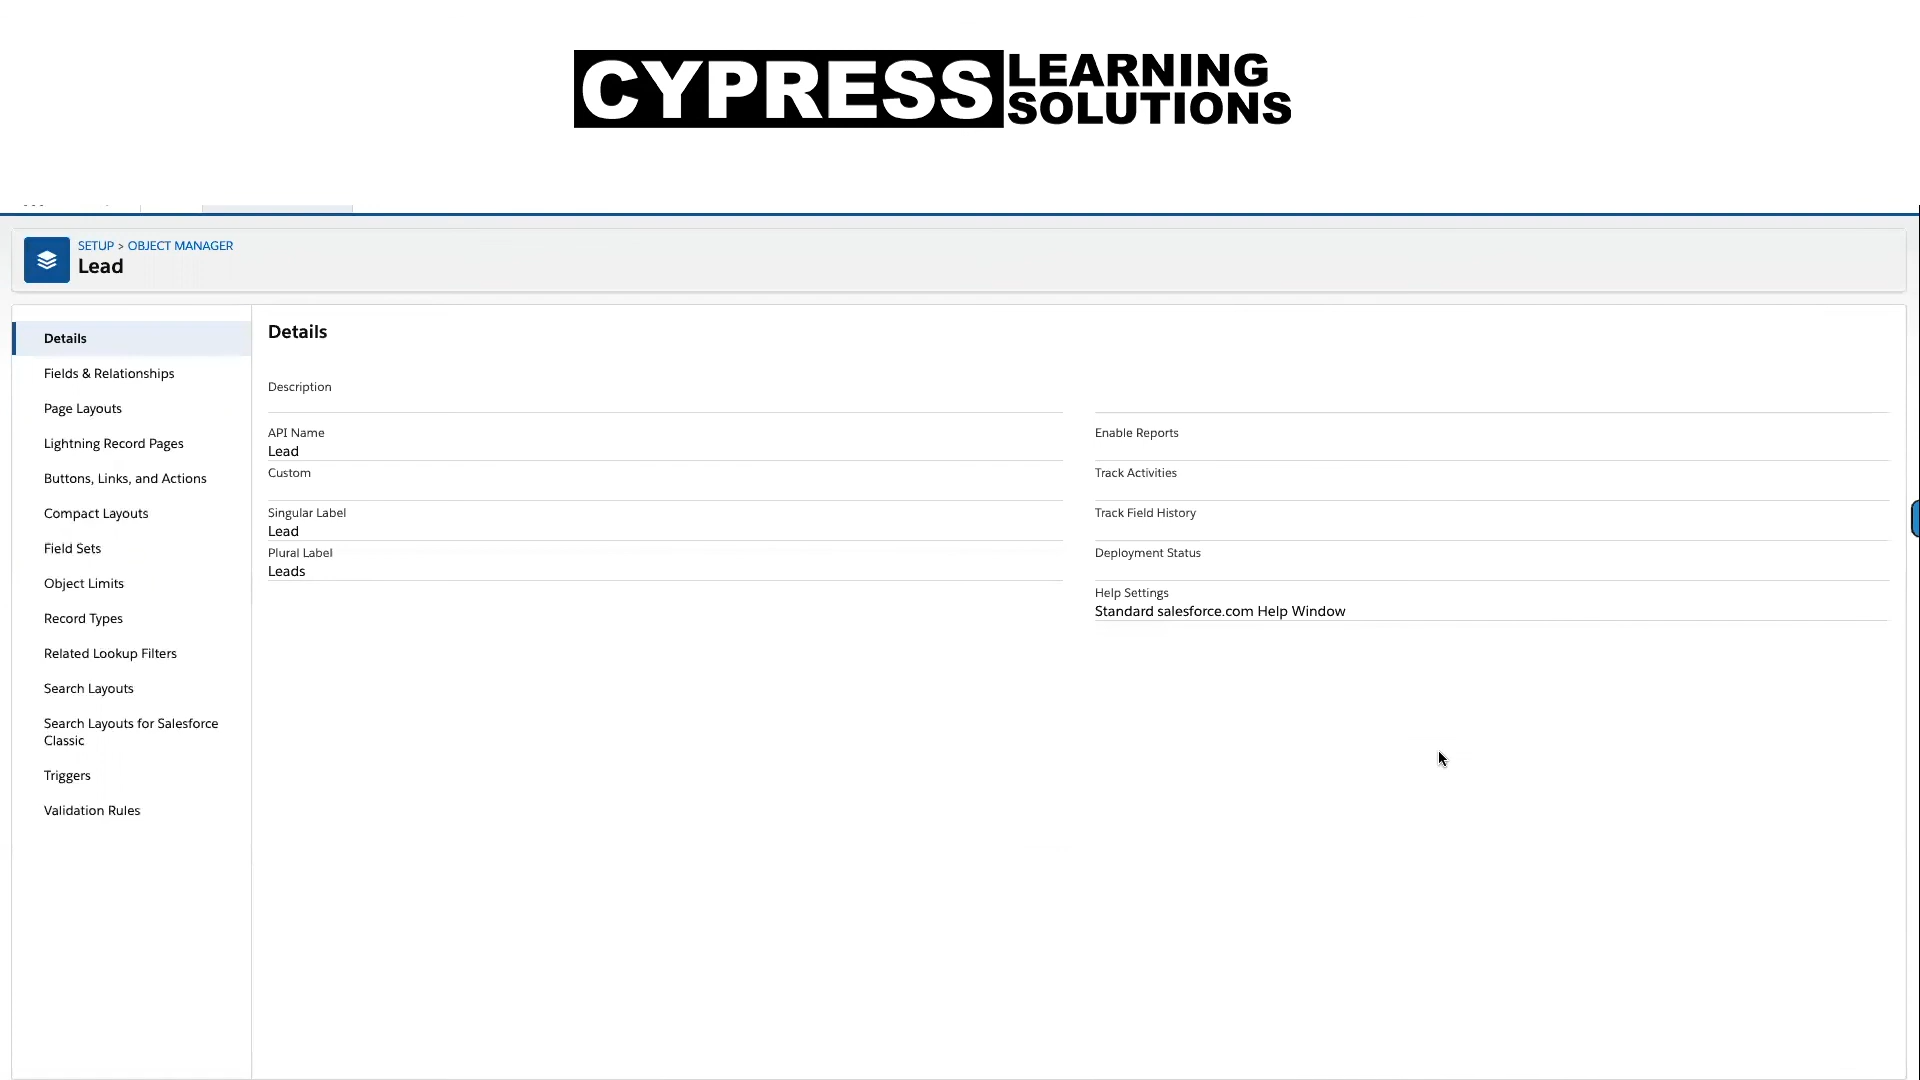 CYPRESS LEARNING
SOLUTIONS
SETUP > OBJECT MANAGER
Lead
Details
Fields & Relationships
Page Layouts
Lightning Record Pages
Buttons, Links, and Actions
Compact Layouts
Field Sets
Object Limits
Record Types
Related Lookup Filters
Search Layouts
Search Layouts for Salesforce
Classic
Triggers
Validation Rules
Details
Description
API Name
Lead
Custom
Singular Label
Lead
Plural Label
Leads
Enable Reports
Track Activities
Track Field History
Deployment Status
Help Settings
Standard salesforce.com Help Window